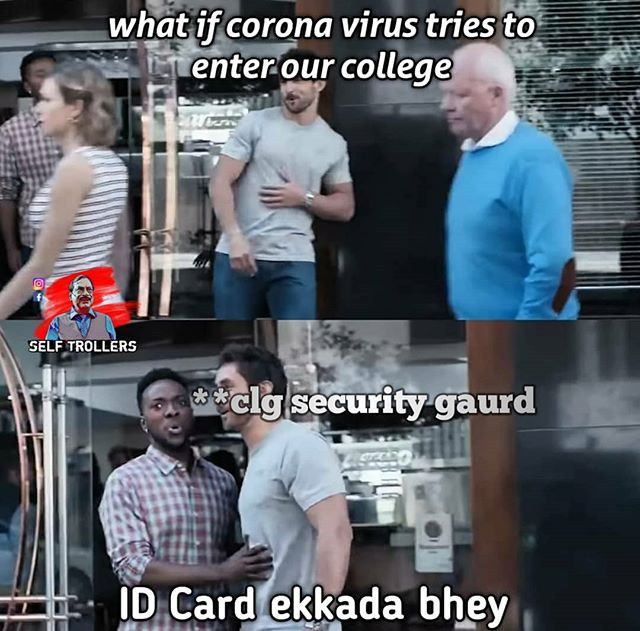 what if corona virus tries to
enter our college
SELF TROLLERS
**clg security gaurd
ID Card ekkada bhey